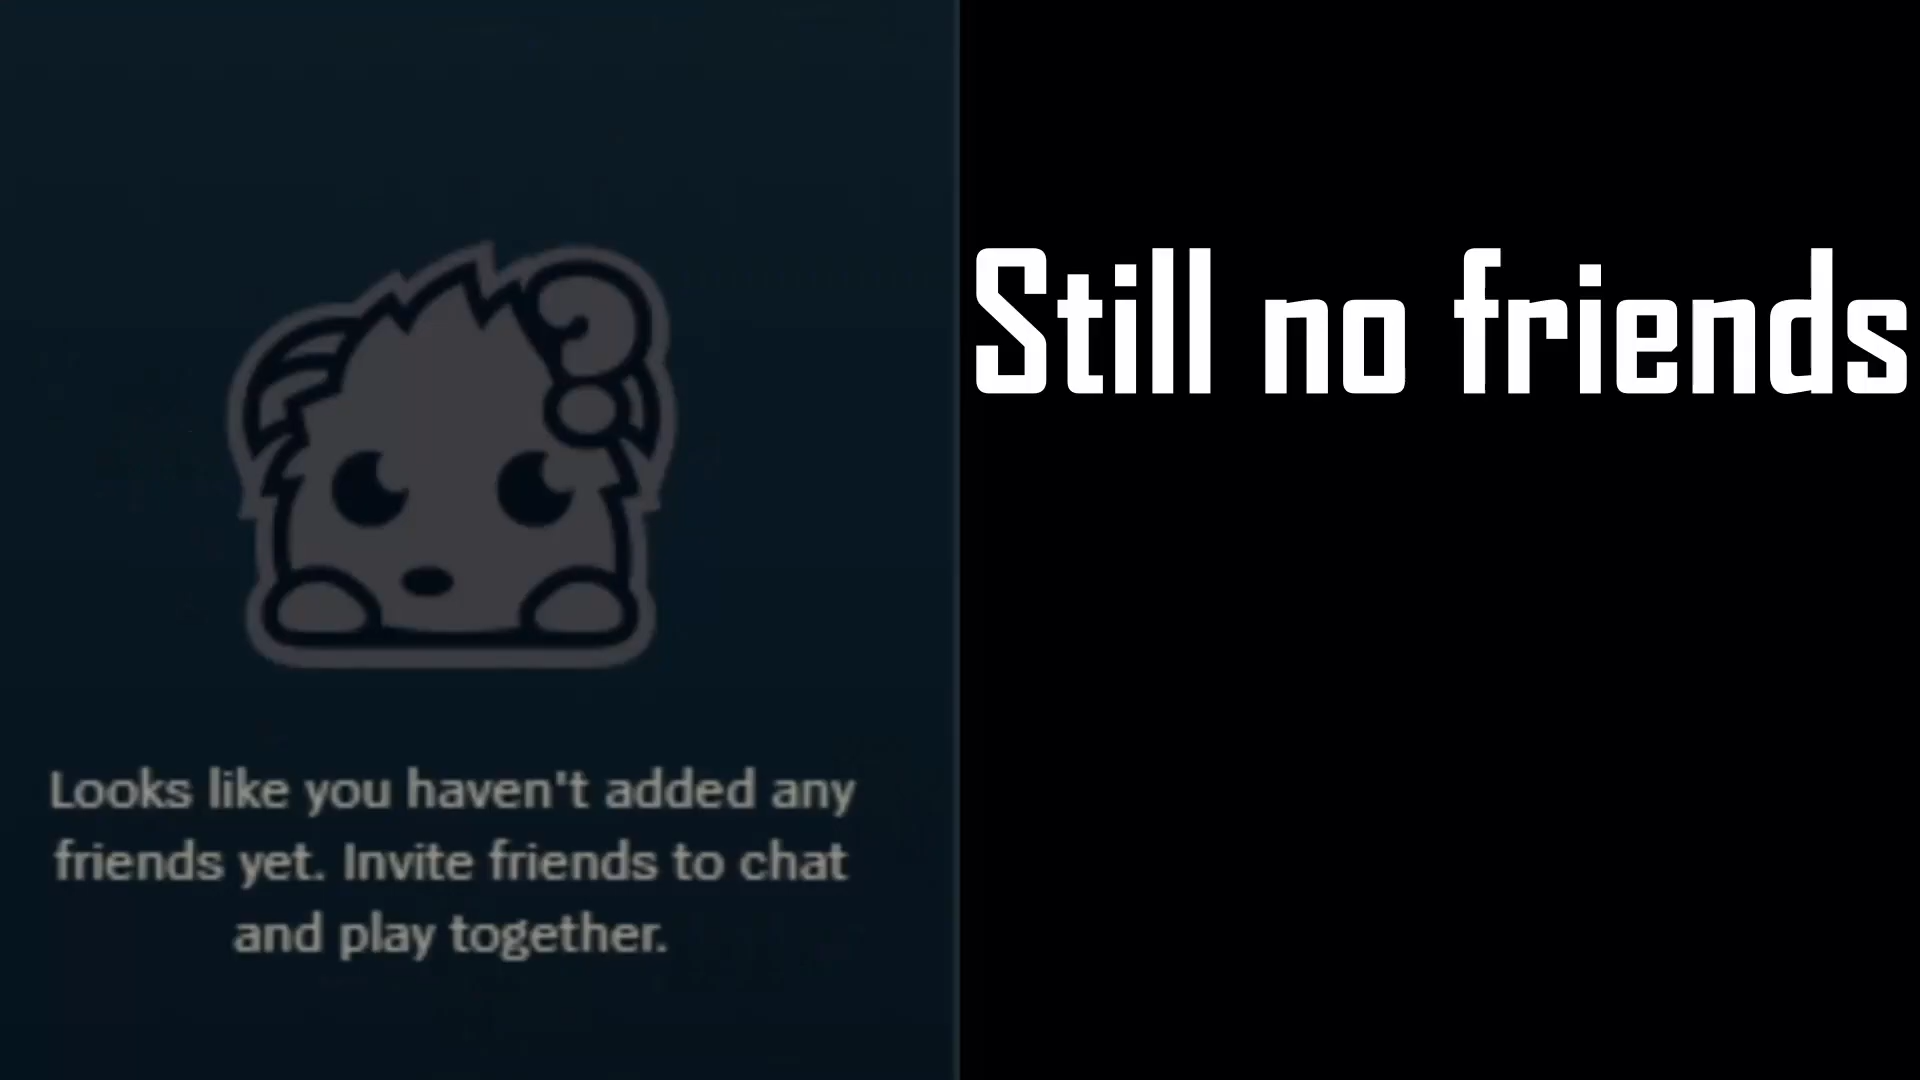 Still no friends
Looks like you haven't added any
friends yet. Invite friends to chat
and play together.